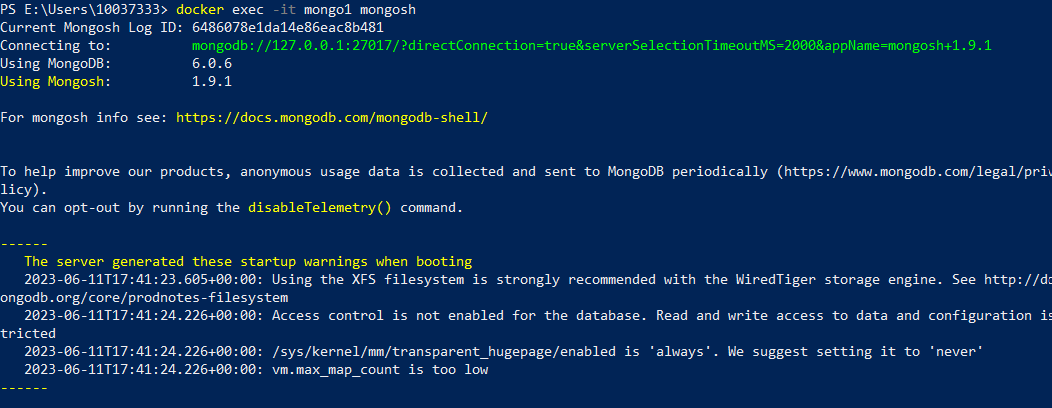 PS E:\Users\10037333> docker exec -it mongo1 mongosh
Current Mongosh Log ID: 6486078e1da14e86eac8b481
Connecting to:          mongodb://127.0.0.1:27017/?directConnection=true&serverSelectionTimeoutMS=2000&appName=mongosh+1.9.1
Using MongoDB:          6.0.6
Using Mongosh:          1.9.1
For mongosh info see: https://docs.mongodb.com/mongodb-shell/
To help improve our products, anonymous usage data is collected and sent to MongoDB periodically (https://www.mongodb.com/legal/priv
licy).
You can opt-out by running the disableTelemetry() command.
------
   The server generated these startup warnings when booting
   2023-06-11T17:41:23.605+00:00: Using the XFS filesystem is strongly recommended with the WiredTiger storage engine. See http://do
ongodb.org/core/prodnotes-filesystem
   2023-06-11T17:41:24.226+00:00: Access control is not enabled for the database. Read and write access to data and configuration is
tricted
   2023-06-11T17:41:24.226+00:00: /sys/kernel/mm/transparent_hugepage/enabled is 'always'. We suggest setting it to 'never'
   2023-06-11T17:41:24.226+00:00: vm.max_map_count is too low
------